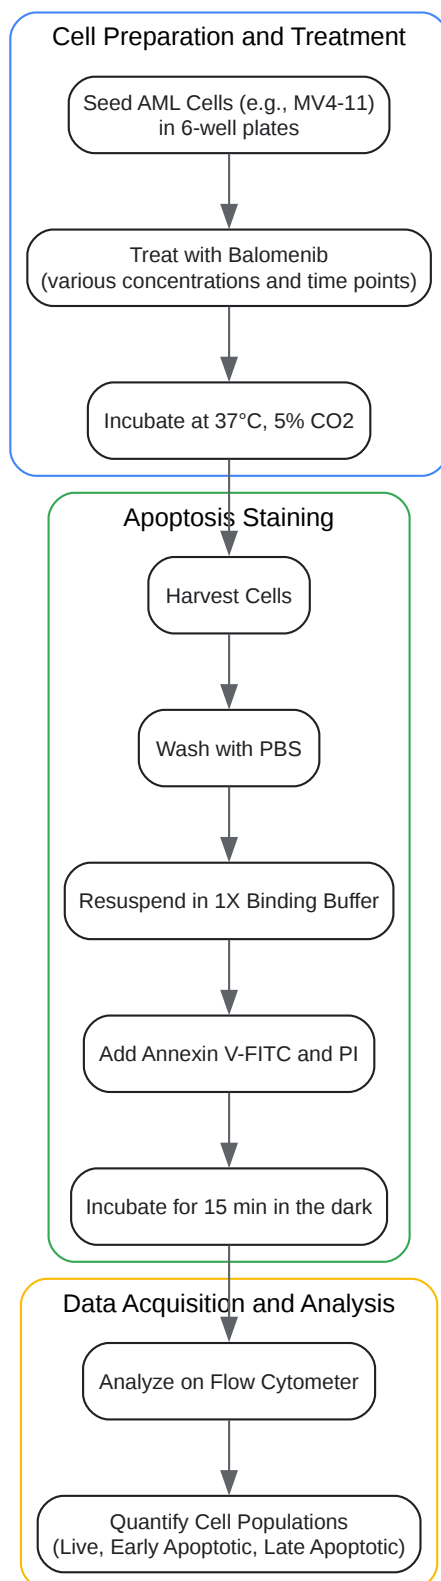 Cell Preparation and Treatment
Seed AML Cells (e.g., MV4-11)
in 6-well plates
Treat with Balomenib
(various concentrations and time points)
Incubate at 37°C, 5% CO2
Apoptosis Staining
Harvest Cells
Wash with PBS
Resuspend in 1X Binding Buffer
Add Annexin V-FITC and PI
Incubate for 15 min in the dark
Data Acquisition and Analysis
Analyze on Flow Cytometer
Quantify Cell Populations
(Live, Early Apoptotic, Late Apoptotic)